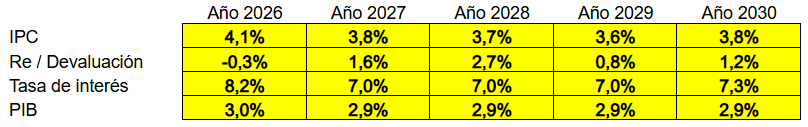 Año 2026 Año 2027 Año 2028 Año 2029 Año 2030
IPC 4,1% 3,8% 3,7% 3,6% 3,8%
Re / Devaluación -0,3% 1,6% 2,7% 0,8% 1,2%
Tasa de interés 8,2% 7,0% 7,0% 7,0% 7,3%
PIB 3,0% 2,9% 2,9% 2,9% 2,9%